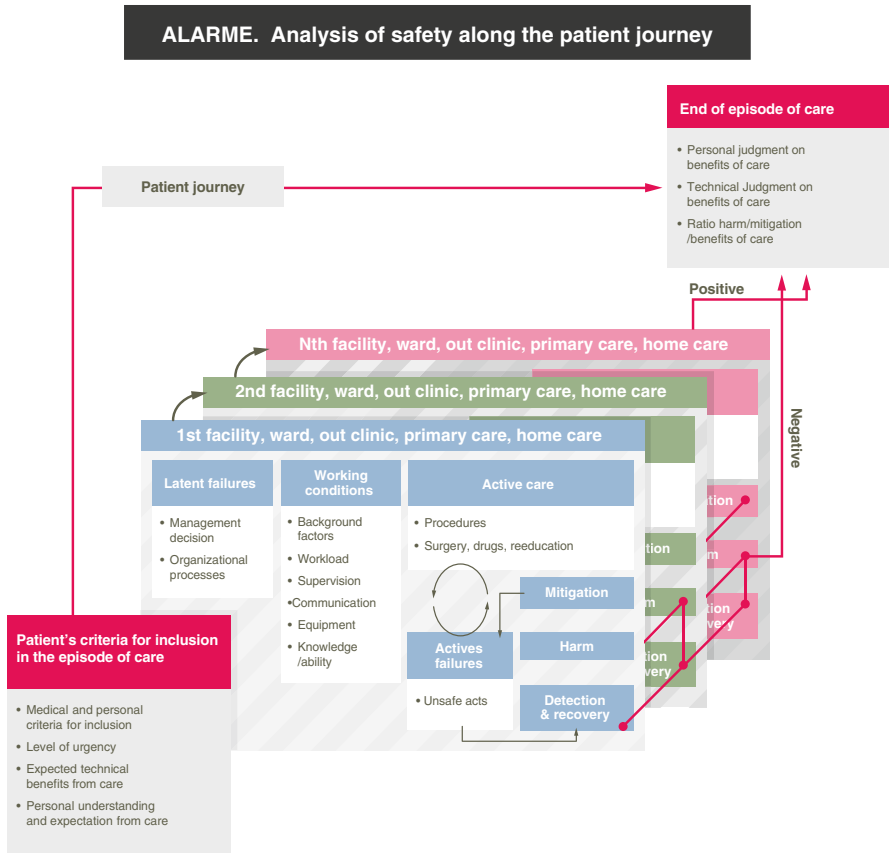 ALARME. Analysis of safety along the patient journey
End of episode of care
• Personal judgment on
benefits of care
• Technical Judgment on
benefits of care
• Ratio harm/mitigation
/benefits of care
Patient journey
Positive
Negative
Nth facility, ward, out clinic, primary care, home care
2nd facility, ward, out clinic, primary care, home care
1st facility, ward, out clinic, primary care, home care
Latent failures
• Management
decision
• Organizational
processes
Working
conditions
• Background
factors
• Workload
• Supervision
•Communication
• Equipment
• Knowledge
/ability
Active care
• Procedures
• Surgery, drugs, reeducation
Mitigation
Harm
Detection
& recovery
Actives
failures
• Unsafe acts
tion
m
tion
very
tion
m
tion
very
Patient’s criteria for inclusion
in the episode of care
• Medical and personal
criteria for inclusion
• Level of urgency
• Expected technical
benefits from care
• Personal understanding
and expectation from care